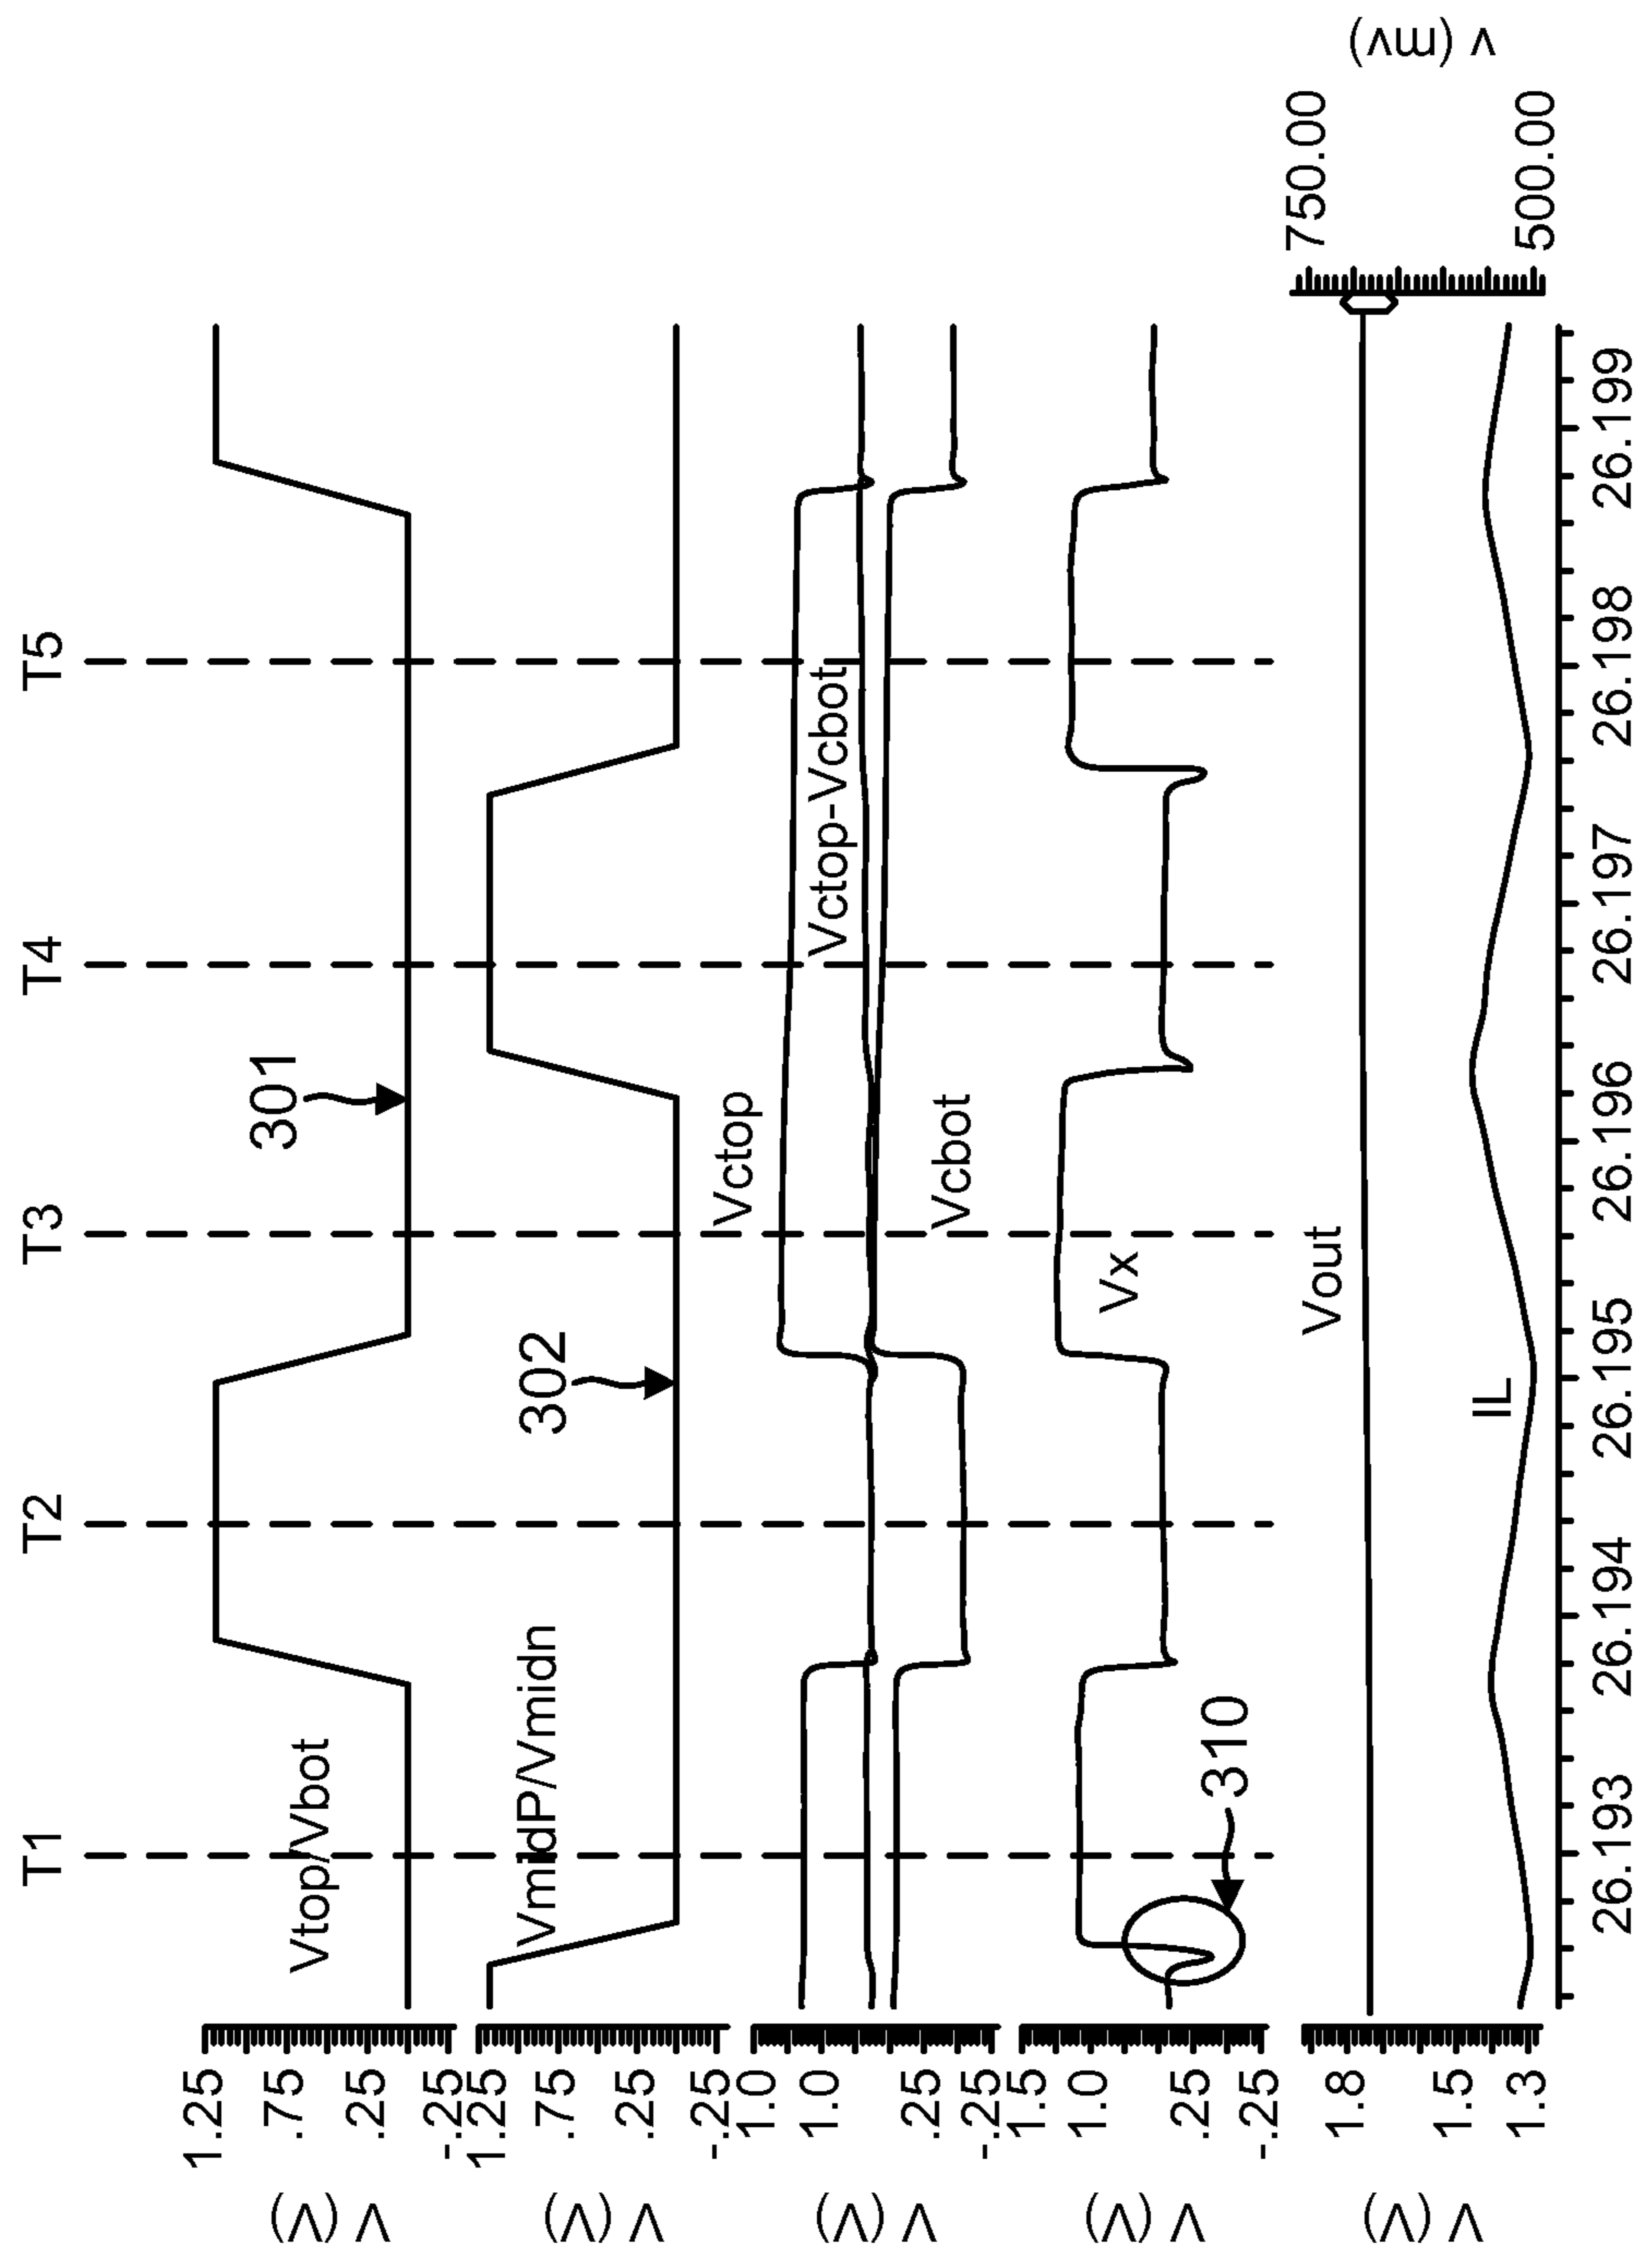 T1 T2 T3 T4 T5
V (V)
1.25
.75
.25
-.25
Vtop/Vbot
301
V (V)
1.25
.75
.25
-.25
VmidP/Vmidn
302
V (V)
1.0
1.0
.25
-.25
Vctop
Vctop-Vcbot
Vcbot
V (V)
1.5
1.0
.25
-.25
Vx
310
V (V)
1.8
1.5
1.3
Vout
IL
750.00
500.00
V (mV)
26.193 26.194 26.195 26.196 26.197 26.198 26.199